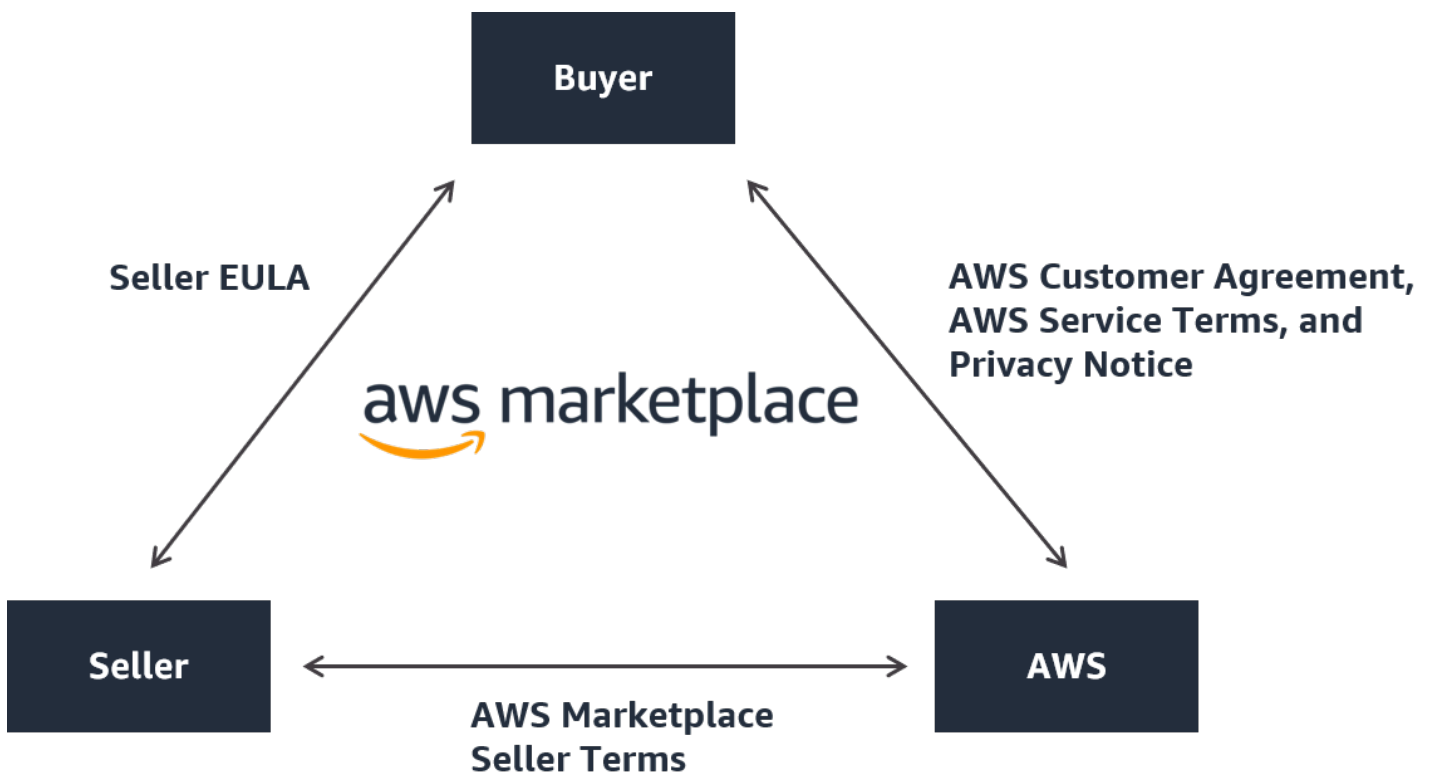 Buyer
Seller EULA
AWS Customer Agreement,
AWS Service Terms, and
Privacy Notice
aws marketplace
Seller
AWS
AWS Marketplace
Seller Terms